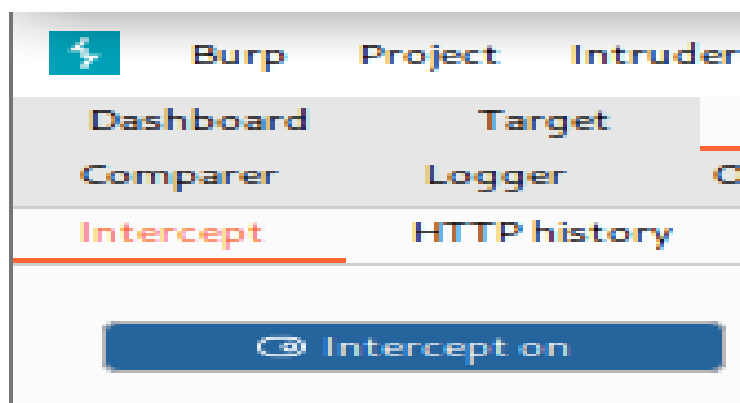 Burp Project Intruder
Dashboard Target
Comparer Logger
Intercept HTTP history
Intercept on